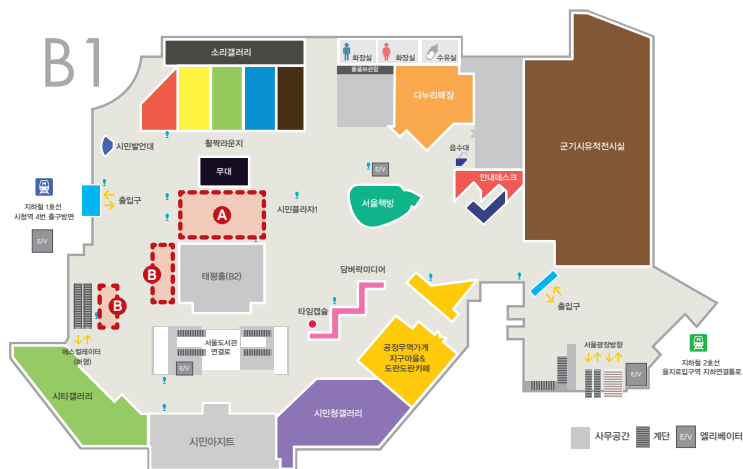 B1
소리갤러리
화장실
화장실
수유실
물품보관함
다누리매장
군기시유적전시실
시민발언대
활짝라운지
음수대
무대
E/V
안내데스크
지하철 1호선
시청역 4번 출구방면
출입구
A
시민플라자1
서울책방
E/V
B
태평홀(B2)
담벼락미디어
B
타임캡슐
출입구
에스컬레이터
(하행)
서울도서관
연결로
공정무역가게
지구마을&
도란도란카페
서울광장방향
지하철 2호선
을지로입구역 지하연결통로
E/V
E/V
시티갤러리
시민청갤러리
시민아지트
사무공간
계단
E/V
엘리베이터